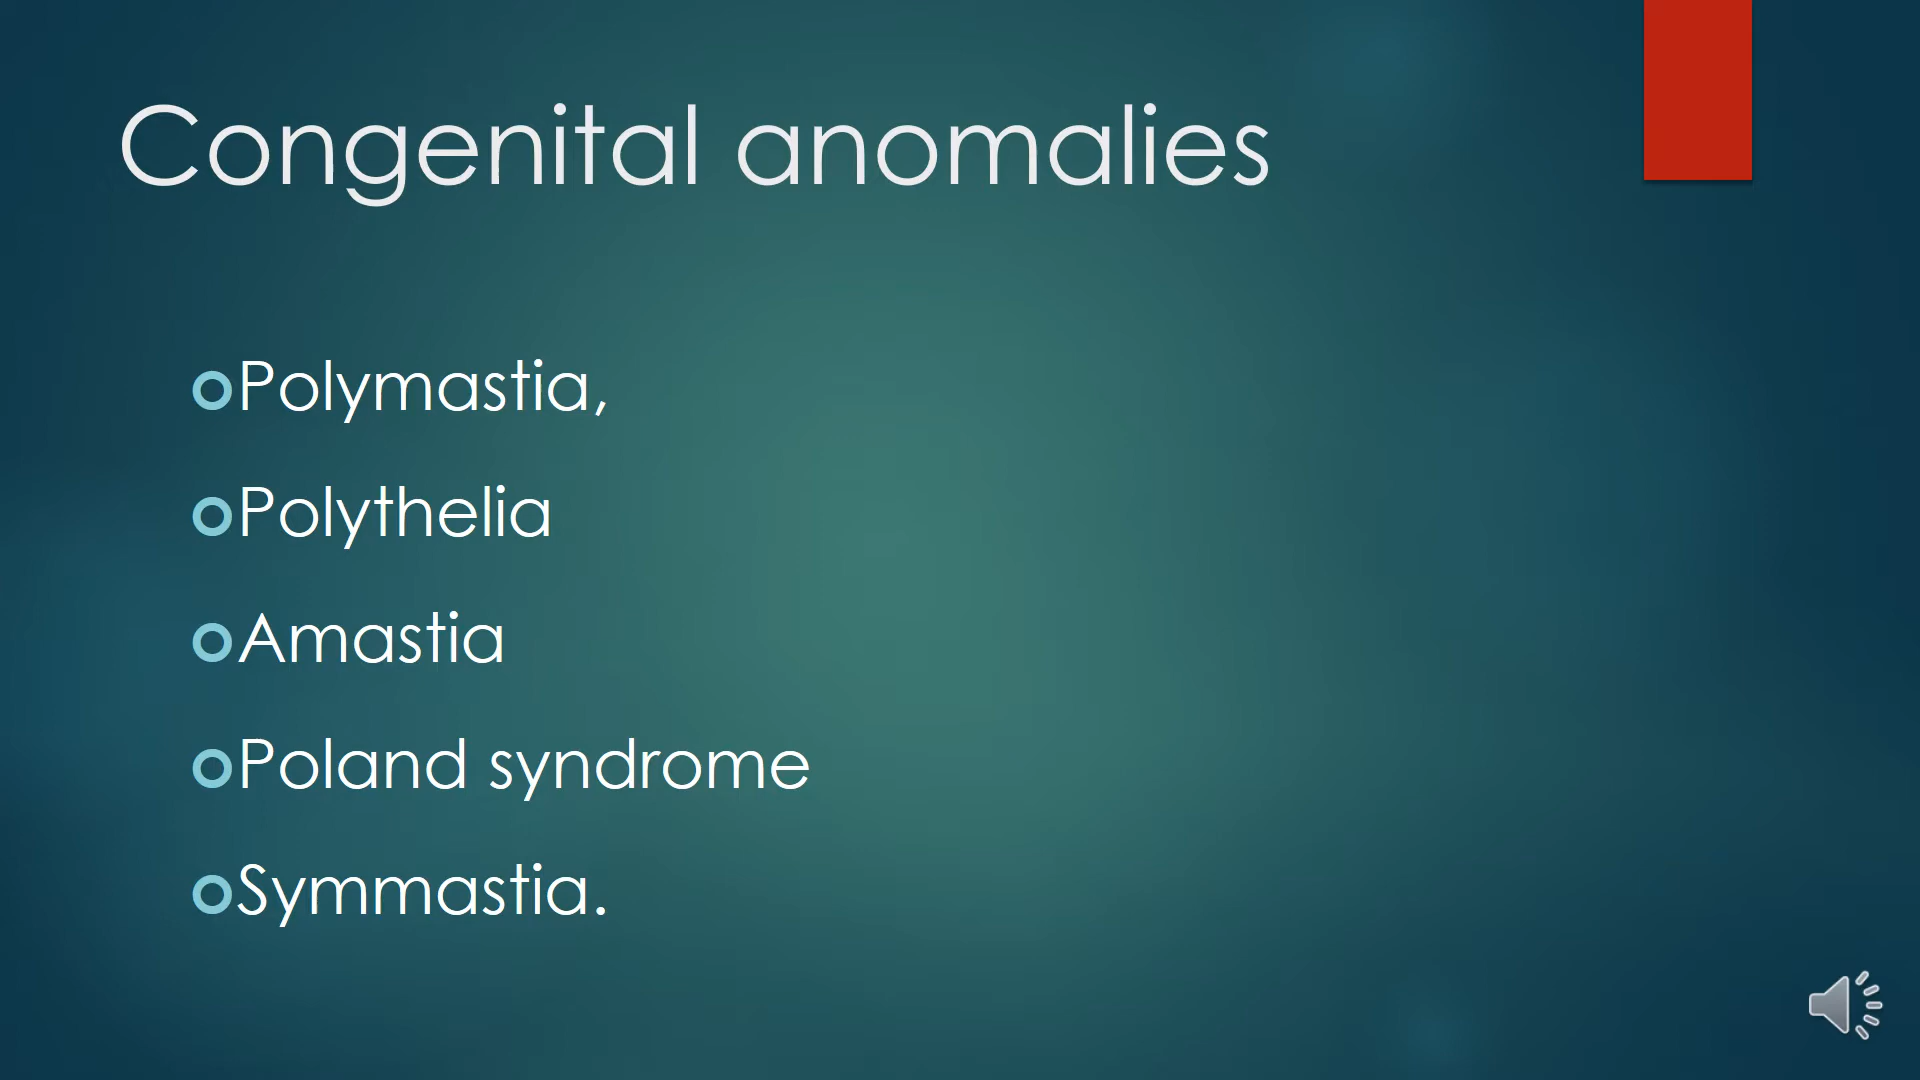 Congenital anomalies
Polymastia,
Polythelia
Amastia
Poland syndrome
Symmastia.